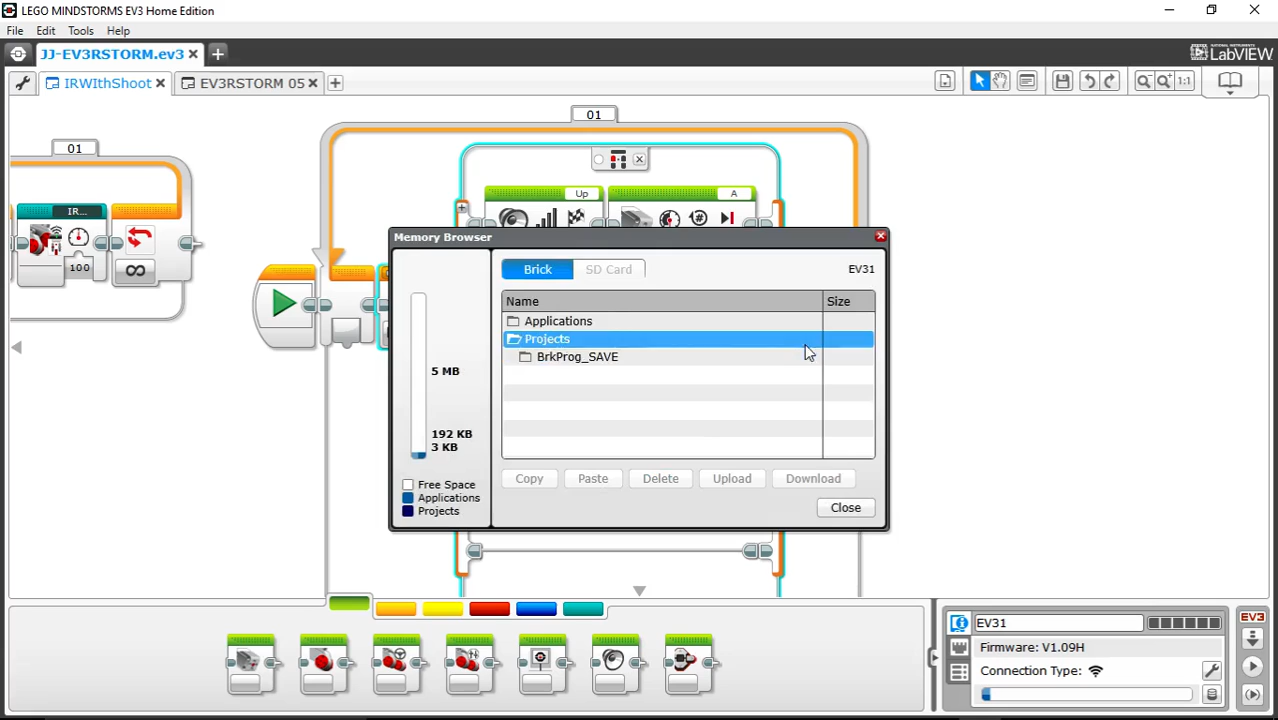 LEGO MINDSTORMS EV3 Home Edition
File Edit Tools Help
JJ-EV3RSTORM.ev3
LabVIEW
IRWIthShoot EV3RSTORM 05
1:1
01
01
Up A
IR...
100
Memory Browser
Brick SD Card EV31
Name Size
Applications
Projects
BrkProg_SAVE
5 MB
192 KB
3 KB
Free Space
Applications
Projects
Copy Paste Delete Upload Download
Close
EV31
EV3
Firmware: V1.09H
Connection Type: